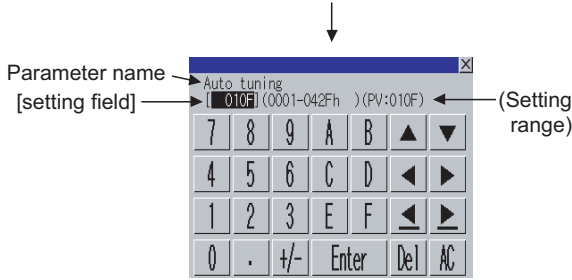 Parameter name
[setting field]
Auto tuning
[ 010F](0001-042Fh )(PV:010F)
(Setting range)
X
7 8 9 A B ▲ ▼
4 5 6 C D ◀ ▶
1 2 3 E F ◀ ▶
0 . +/- Enter Del AC